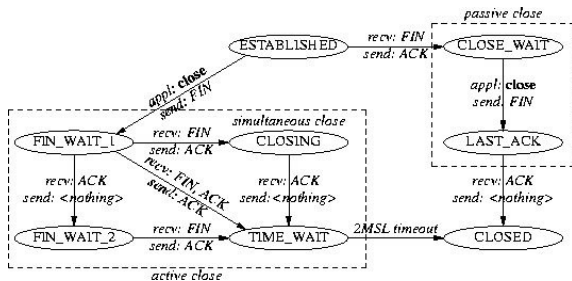 passive close
ESTABLISHED
recv: FIN
send: ACK
CLOSE_WAIT
appl: close
send: FIN
appl: close
send: FIN
simultaneous close
FIN_WAIT_1
recv: FIN
send: ACK
CLOSING
LAST_ACK
recv: FIN, ACK
send: ACK
recv: ACK
send: <nothing>
recv: ACK
send: <nothing>
recv: ACK
send: <nothing>
FIN_WAIT_2
recv: FIN
send: ACK
TIME_WAIT
2MSL timeout
CLOSED
active close